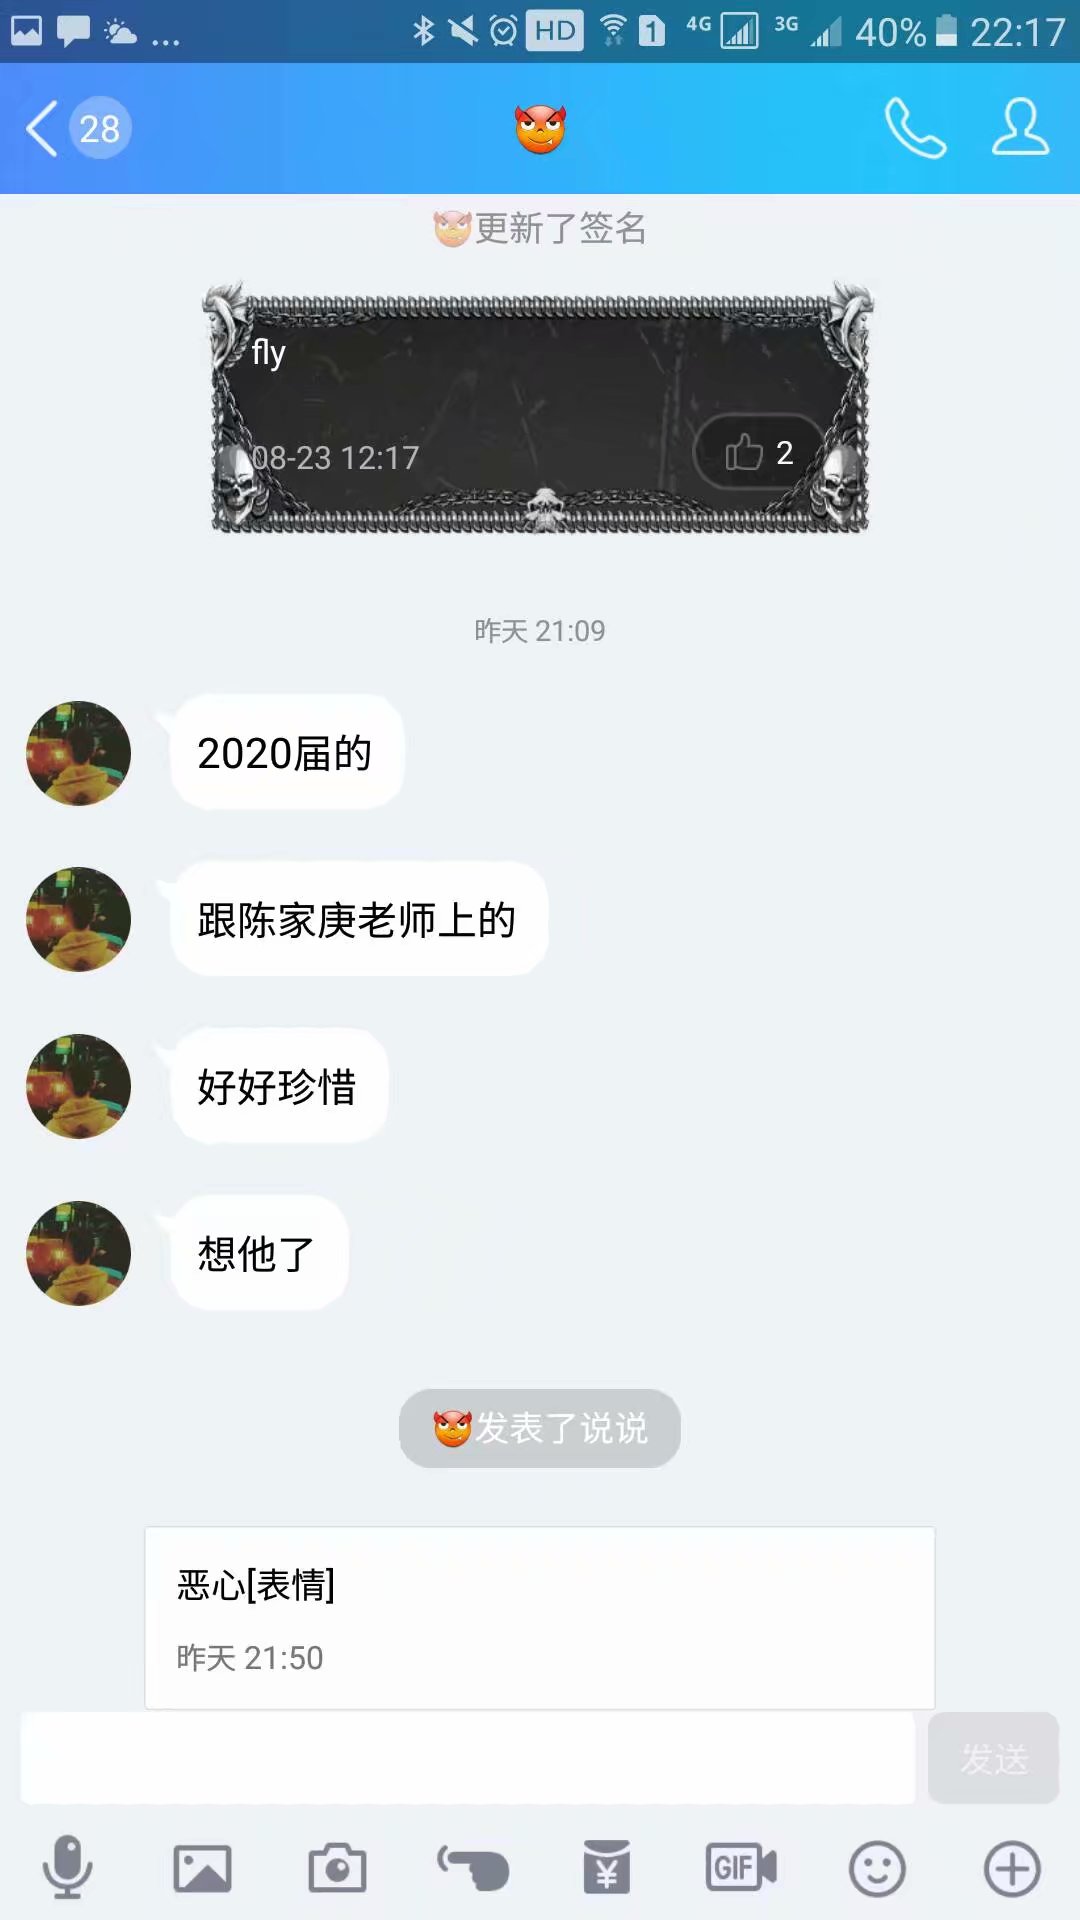 ... HD 1 4G 3G 40% 22:17
28
更新了签名
fly
08-23 12:17
2
昨天 21:09
2020届的
跟陈家庚老师上的
好好珍惜
想他了
发表了说说
恶心[表情]
昨天 21:50
发送
¥ GIF